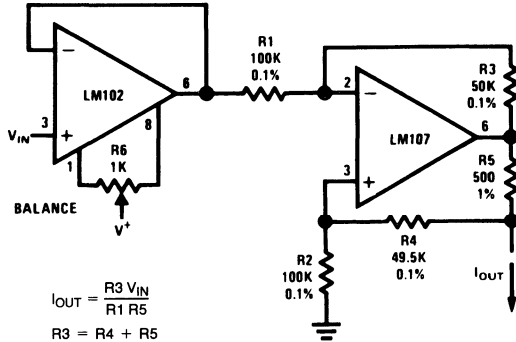 R1
100K
0.1%
R3
50K
0.1%
6
LM102
2
8
LM107
6
V_IN
3
R6
1K
R5
500
1%
1
3
BALANCE
V+
R4
49.5K
0.1%
R2
100K
0.1%
I_OUT
I_OUT = R3 V_IN / R1 R5
R3 = R4 + R5
−
+
−
+